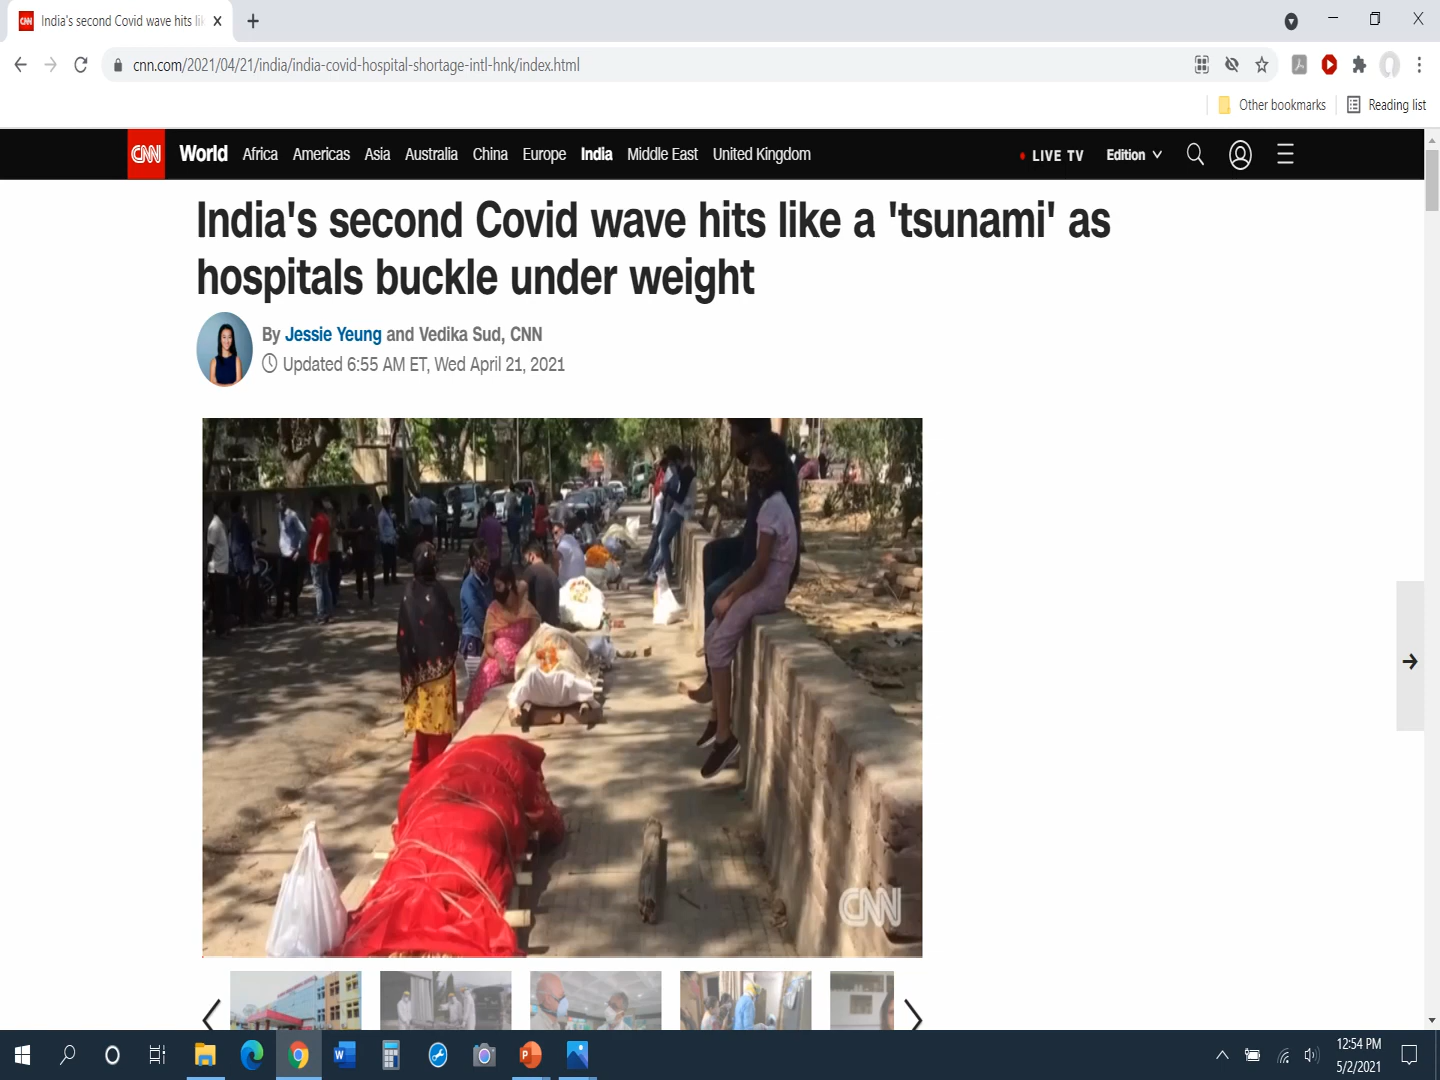 India's second Covid wave hits li
cnn.com/2021/04/21/india/india-covid-hospital-shortage-intl-hnk/index.html
Other bookmarks Reading list
CNN World Africa Americas Asia Australia China Europe India Middle East United Kingdom LIVE TV Edition
India's second Covid wave hits like a 'tsunami' as
hospitals buckle under weight
By Jessie Yeung and Vedika Sud, CNN
Updated 6:55 AM ET, Wed April 21, 2021
CNN
12:54 PM
5/2/2021